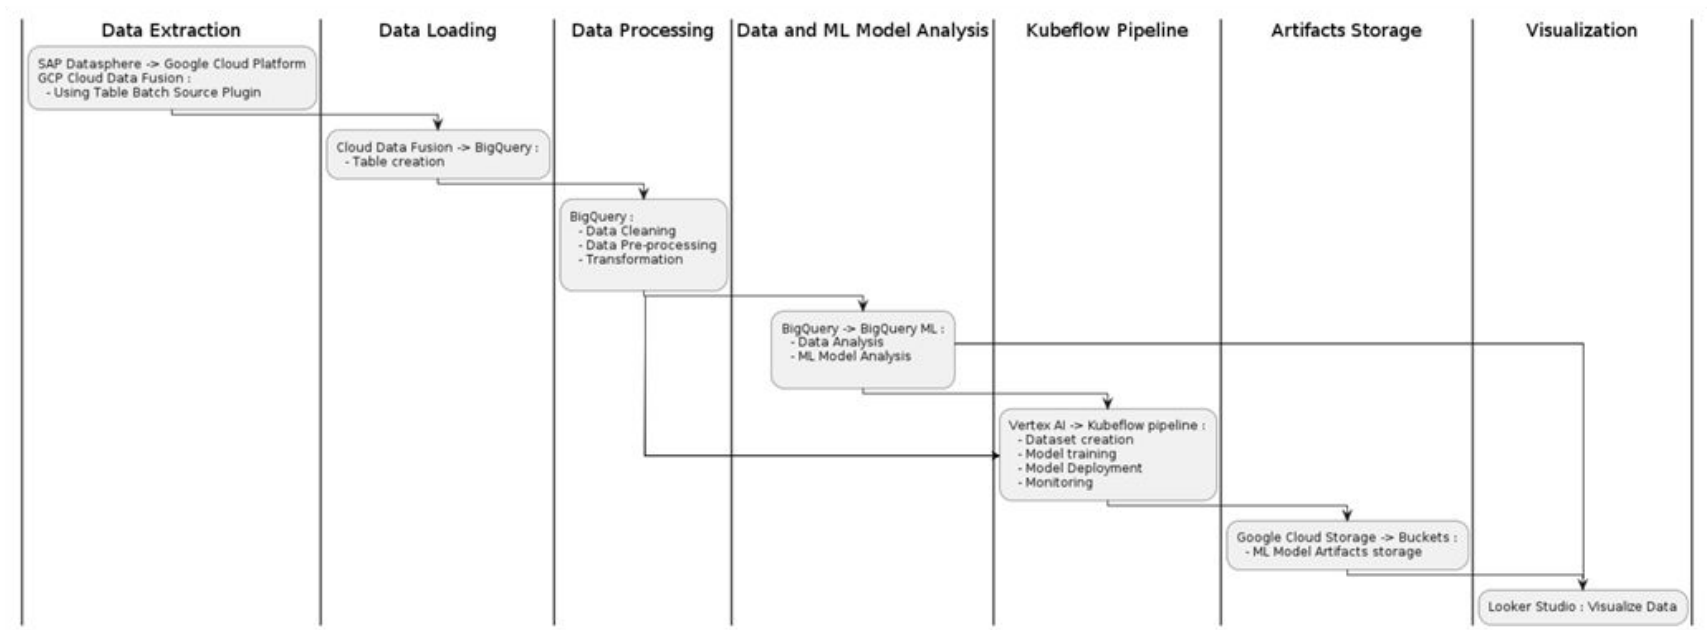 Data Extraction
Data Loading
Data Processing
Data and ML Model Analysis
Kubeflow Pipeline
Artifacts Storage
Visualization
SAP Datasphere -> Google Cloud Platform
GCP Cloud Data Fusion :
- Using Table Batch Source Plugin
Cloud Data Fusion -> BigQuery :
- Table creation
BigQuery :
- Data Cleaning
- Data Pre-processing
- Transformation
BigQuery -> BigQuery ML :
- Data Analysis
- ML Model Analysis
Vertex AI -> Kubeflow pipeline :
- Dataset creation
- Model training
- Model Deployment
- Monitoring
Google Cloud Storage -> Buckets :
- ML Model Artifacts storage
Looker Studio : Visualize Data